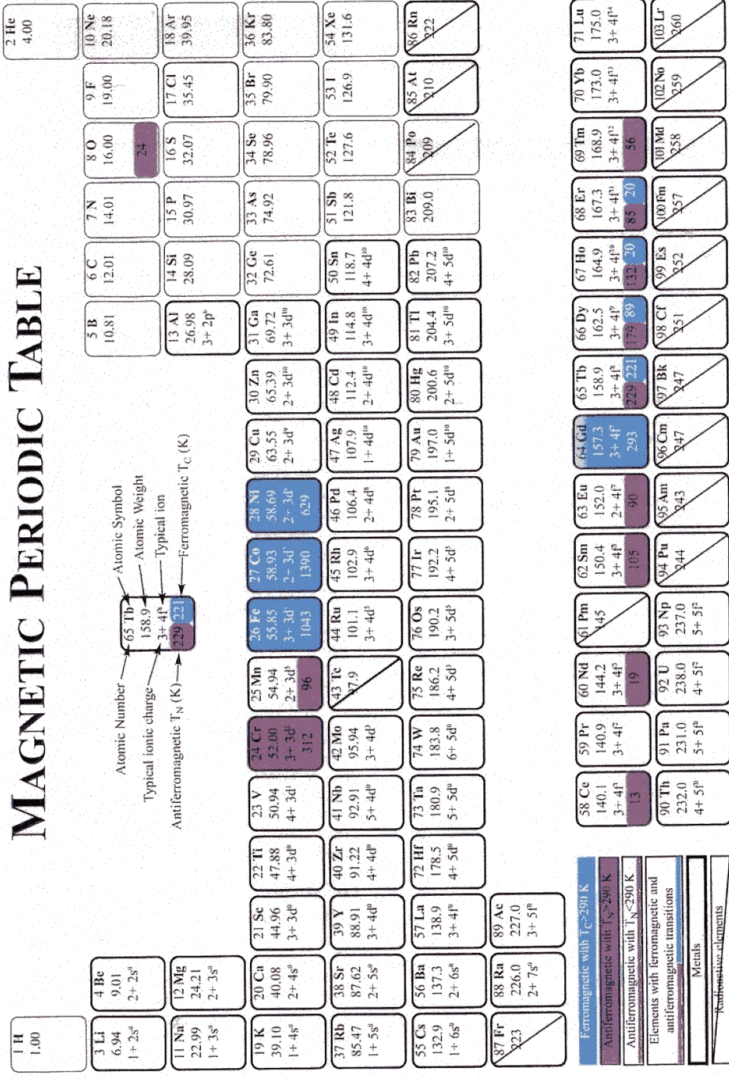 MAGNETIC PERIODIC TABLE
Atomic Number
Atomic Symbol
Atomic Weight
Typical ionic charge
Typical ion
Antiferromagnetic T_N (K)
Ferromagnetic T_C (K)
65 Tb
158.9
3+ 4f⁸
229 221
1 H
1.00
2 He
4.00
3 Li
6.94
1+ 2s⁰
4 Be
9.01
2+ 2s⁰
5 B
10.81
6 C
12.01
7 N
14.01
8 O
16.00
24
9 F
19.00
10 Ne
20.18
11 Na
22.99
1+ 3s⁰
12 Mg
24.21
2+ 3s⁰
13 Al
26.98
3+ 2p⁶
14 Si
28.09
15 P
30.97
16 S
32.07
17 Cl
35.45
18 Ar
39.95
19 K
39.10
1+ 4s⁰
20 Ca
40.08
2+ 4s⁰
21 Sc
44.96
3+ 3d⁰
22 Ti
47.88
4+ 3d⁰
23 V
50.94
4+ 3d¹
24 Cr
52.00
3+ 3d³
312
25 Mn
54.94
2+ 3d⁵
96
26 Fe
55.85
3+ 3d⁵
1043
27 Co
58.93
2+ 3d⁷
1390
28 Ni
58.69
2+ 3d⁸
629
29 Cu
63.55
2+ 3d⁹
30 Zn
65.39
2+ 3d¹⁰
31 Ga
69.72
3+ 3d¹⁰
32 Ge
72.61
33 As
74.92
34 Se
78.96
35 Br
79.90
36 Kr
83.80
37 Rb
85.47
1+ 5s⁰
38 Sr
87.62
2+ 5s⁰
39 Y
88.91
3+ 4d⁰
40 Zr
91.22
4+ 4d⁰
41 Nb
92.91
5+ 4d⁰
42 Mo
95.94
3+ 4d³
43 Tc
97.9
44 Ru
101.1
3+ 4d⁵
45 Rh
102.9
3+ 4d⁶
46 Pd
106.4
2+ 4d⁸
47 Ag
107.9
1+ 4d¹⁰
48 Cd
112.4
2+ 4d¹⁰
49 In
114.8
3+ 4d¹⁰
50 Sn
118.7
4+ 4d¹⁰
51 Sb
121.8
52 Te
127.6
53 I
126.9
54 Xe
131.6
55 Cs
132.9
1+ 6s⁰
56 Ba
137.3
2+ 6s⁰
57 La
138.9
3+ 4f⁰
72 Hf
178.5
4+ 5d⁰
73 Ta
180.9
5+ 5d⁰
74 W
183.8
6+ 5d⁰
75 Re
186.2
4+ 5d³
76 Os
190.2
3+ 5d⁵
77 Ir
192.2
4+ 5d⁵
78 Pt
195.1
2+ 5d⁸
79 Au
197.0
1+ 5d¹⁰
80 Hg
200.6
2+ 5d¹⁰
81 Tl
204.4
3+ 5d¹⁰
82 Pb
207.2
4+ 5d¹⁰
83 Bi
209.0
84 Po
209
85 At
210
86 Rn
222
87 Fr
223
88 Ra
226.0
2+ 7s⁰
89 Ac
227.0
3+ 5f⁰
58 Ce
140.1
3+ 4f¹
13
59 Pr
140.9
3+ 4f²
60 Nd
144.2
3+ 4f³
19
61 Pm
145
62 Sm
150.4
3+ 4f⁵
105
63 Eu
152.0
2+ 4f⁷
90
64 Gd
157.3
3+ 4f⁷
293
65 Tb
158.9
3+ 4f⁸
229 221
66 Dy
162.5
3+ 4f⁹
179 89
67 Ho
164.9
3+ 4f¹⁰
132 20
68 Er
167.3
3+ 4f¹¹
85 20
69 Tm
168.9
3+ 4f¹²
56
70 Yb
173.0
3+ 4f¹³
71 Lu
175.0
3+ 4f¹⁴
90 Th
232.0
4+ 5f⁰
91 Pa
231.0
5+ 5f⁰
92 U
238.0
4+ 5f²
93 Np
237.0
5+ 5f²
94 Pu
244
95 Am
243
96 Cm
247
97 Bk
247
98 Cf
251
99 Es
252
100 Fm
257
101 Md
258
102 No
259
103 Lr
260
Ferromagnetic with T_C>290 K
Antiferromagnetic with T_N>290 K
Antiferromagnetic with T_N<290 K
Elements with ferromagnetic and
antiferromagnetic transitions
Metals
Radioactive elements